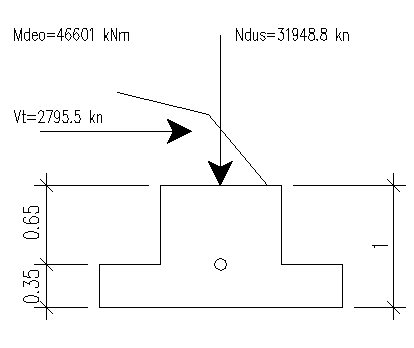 Mdeo=46601 kNm
Ndus=31948.8 kn
Vt=2795.5 kn
0.65
1
0.35